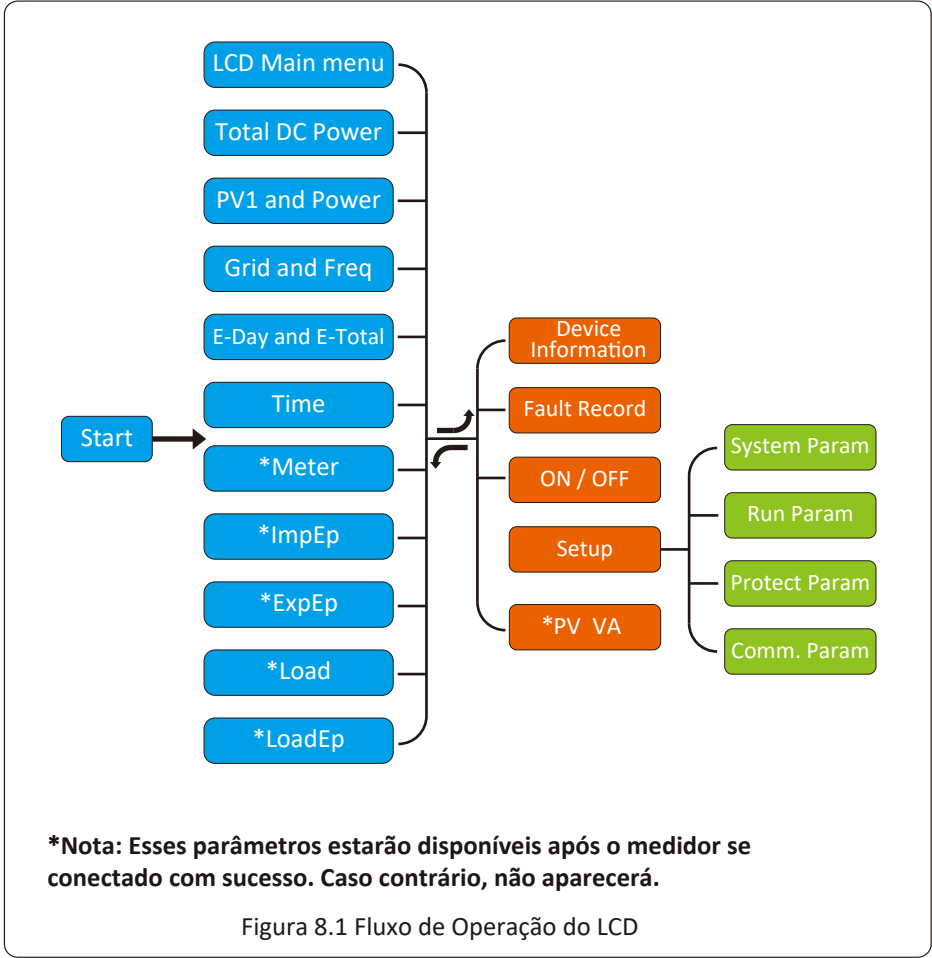 LCD Main menu
Total DC Power
PV1 and Power
Grid and Freq
E-Day and E-Total
Time
Start
*Meter
*ImpEp
*ExpEp
*Load
*LoadEp
Device
Information
Fault Record
ON / OFF
Setup
*PV VA
System Param
Run Param
Protect Param
Comm. Param
*Nota: Esses parâmetros estarão disponíveis após o medidor se
conectado com sucesso. Caso contrário, não aparecerá.
Figura 8.1 Fluxo de Operação do LCD